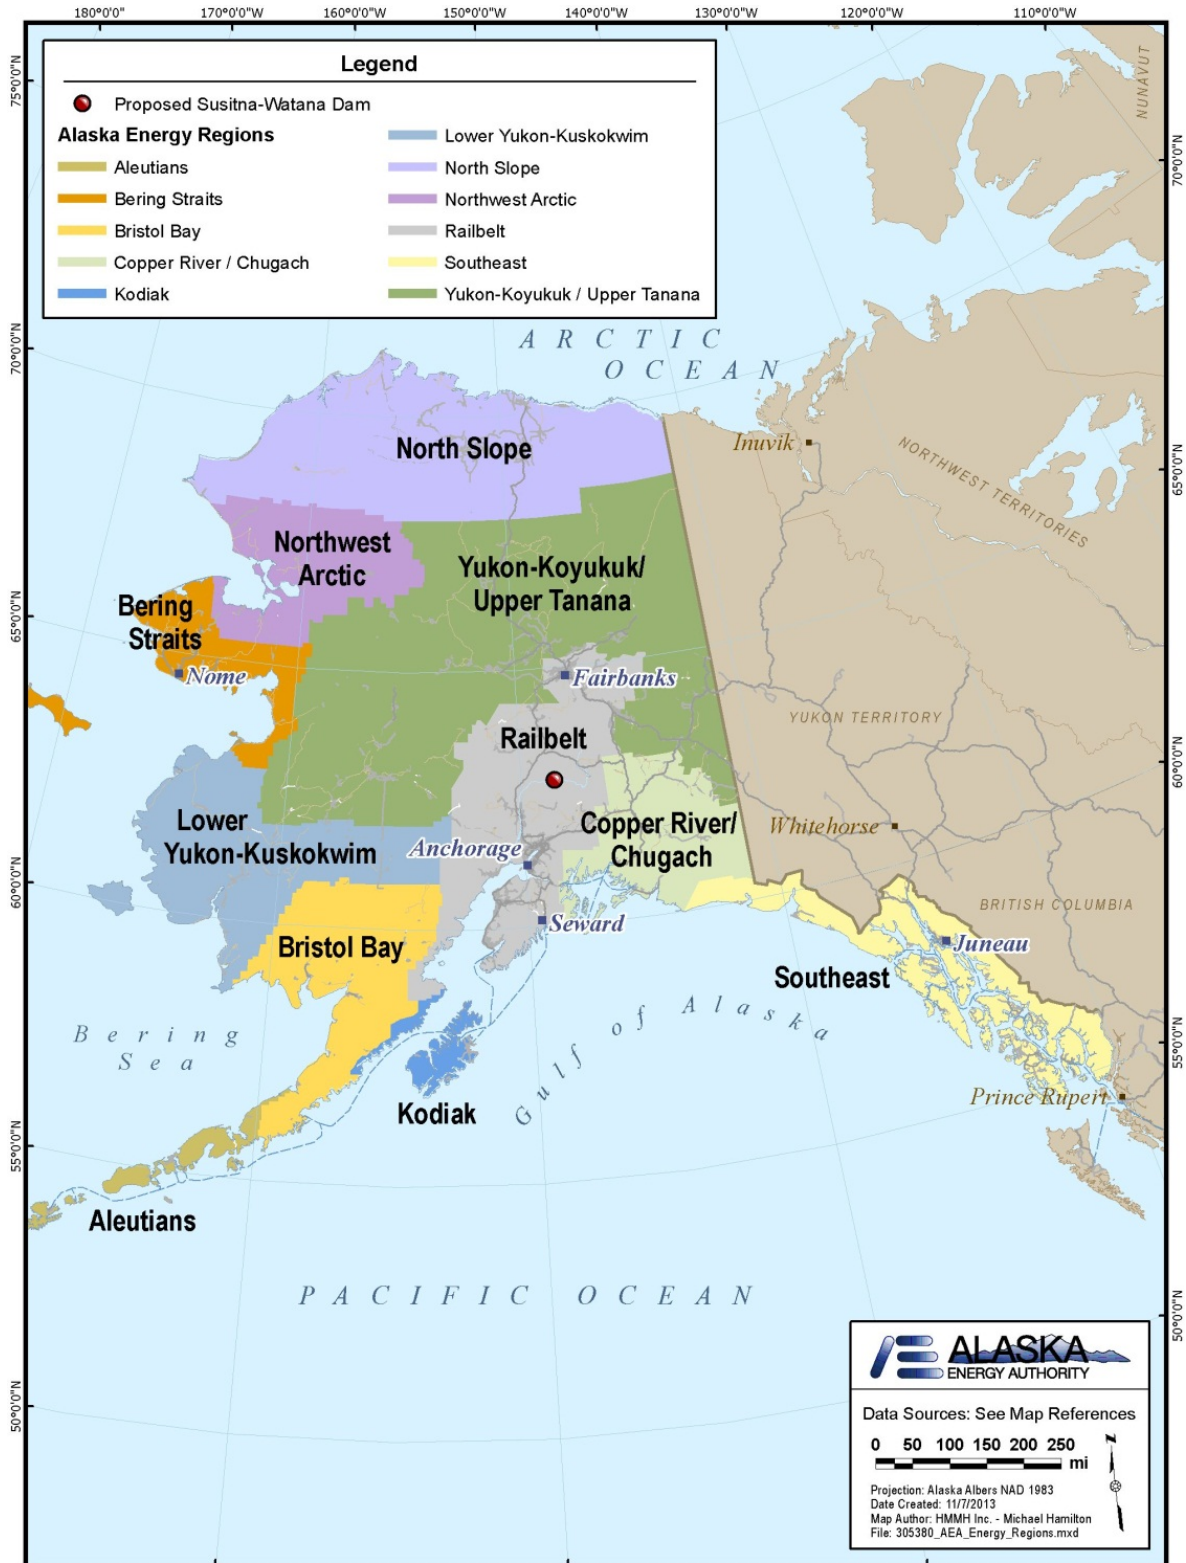 180°0'0"W 170°0'0"W 160°0'0"W 150°0'0"W 140°0'0"W 130°0'0"W 120°0'0"W 110°0'0"W
Legend
Proposed Susitna-Watana Dam
Alaska Energy Regions
Aleutians
Bering Straits
Bristol Bay
Copper River / Chugach
Kodiak
Lower Yukon-Kuskokwim
North Slope
Northwest Arctic
Railbelt
Southeast
Yukon-Koyukuk / Upper Tanana
75°0'0"N
70°0'0"N
65°0'0"N
60°0'0"N
55°0'0"N
50°0'0"N
NUNAVUT
70°0'0"N
65°0'0"N
60°0'0"N
55°0'0"N
50°0'0"N
ARCTIC
OCEAN
North Slope
Inuvik
NORTHWEST TERRITORIES
Northwest
Arctic
Yukon-Koyukuk/
Upper Tanana
Bering
Straits
Nome
Fairbanks
Railbelt
YUKON TERRITORY
Lower
Yukon-Kuskokwim
Anchorage
Copper River/
Chugach
Whitehorse
BRITISH COLUMBIA
Seward
Juneau
Bristol Bay
Southeast
Bering
Sea
Gulf of Alaska
Kodiak
Prince Rupert
Aleutians
PACIFIC OCEAN
ALASKA
ENERGY AUTHORITY
Data Sources: See Map References
0 50 100 150 200 250
mi
N
Projection: Alaska Albers NAD 1983
Date Created: 11/7/2013
Map Author: HMMH Inc. - Michael Hamilton
File: 305380_AEA_Energy_Regions.mxd